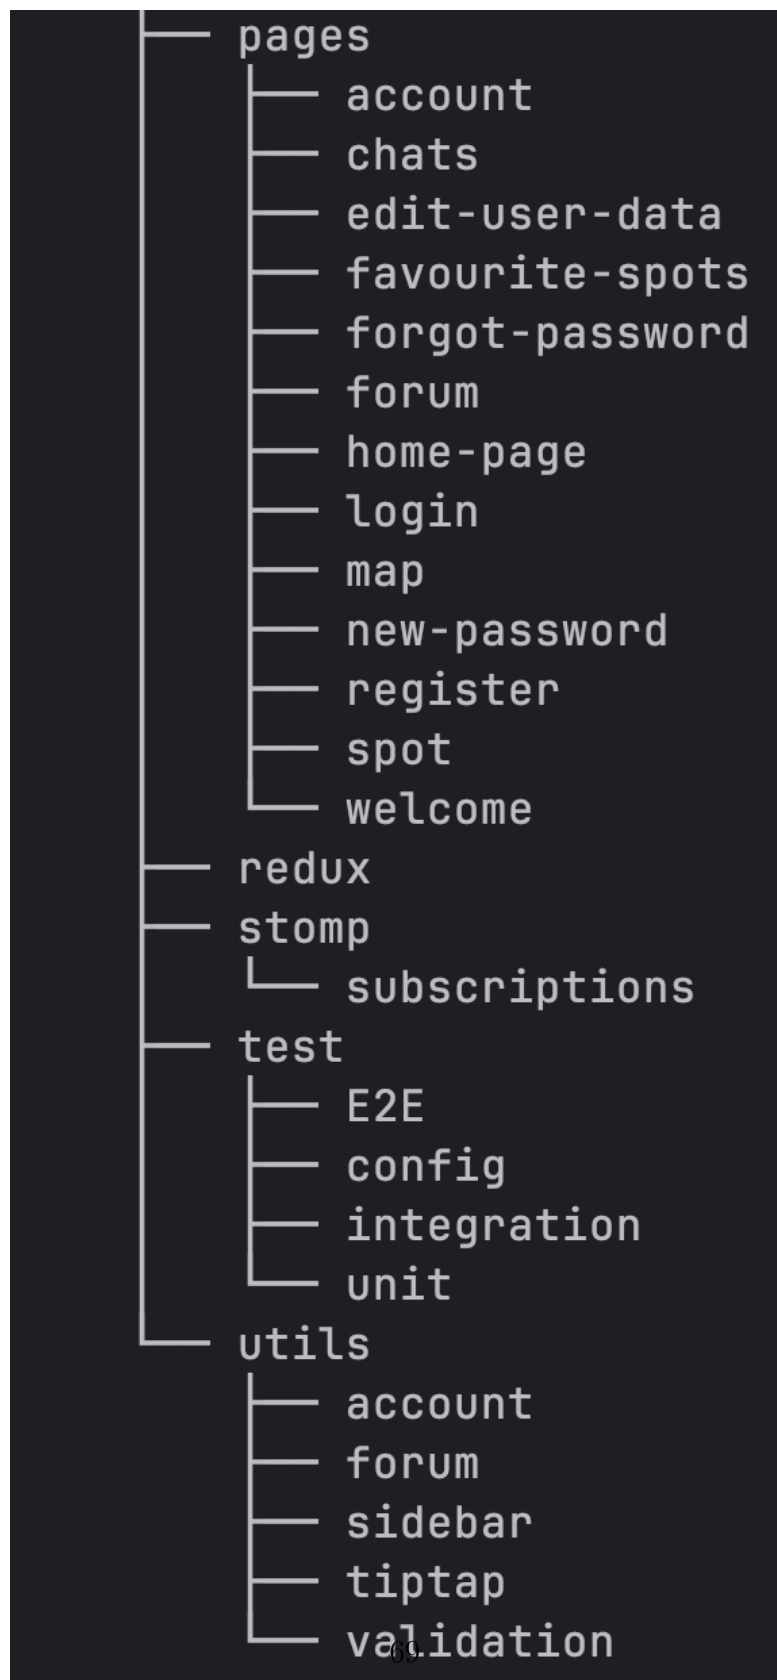 pages
account
chats
edit-user-data
favourite-spots
forgot-password
forum
home-page
login
map
new-password
register
spot
welcome
redux
stomp
subscriptions
test
E2E
config
integration
unit
utils
account
forum
sidebar
tiptap
validation
69